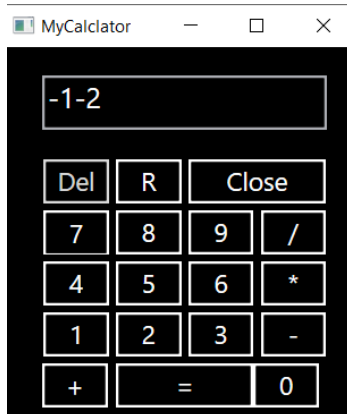 MyCalclator
-1-2
Del R Close
7 8 9 /
4 5 6 *
1 2 3 -
+ = 0